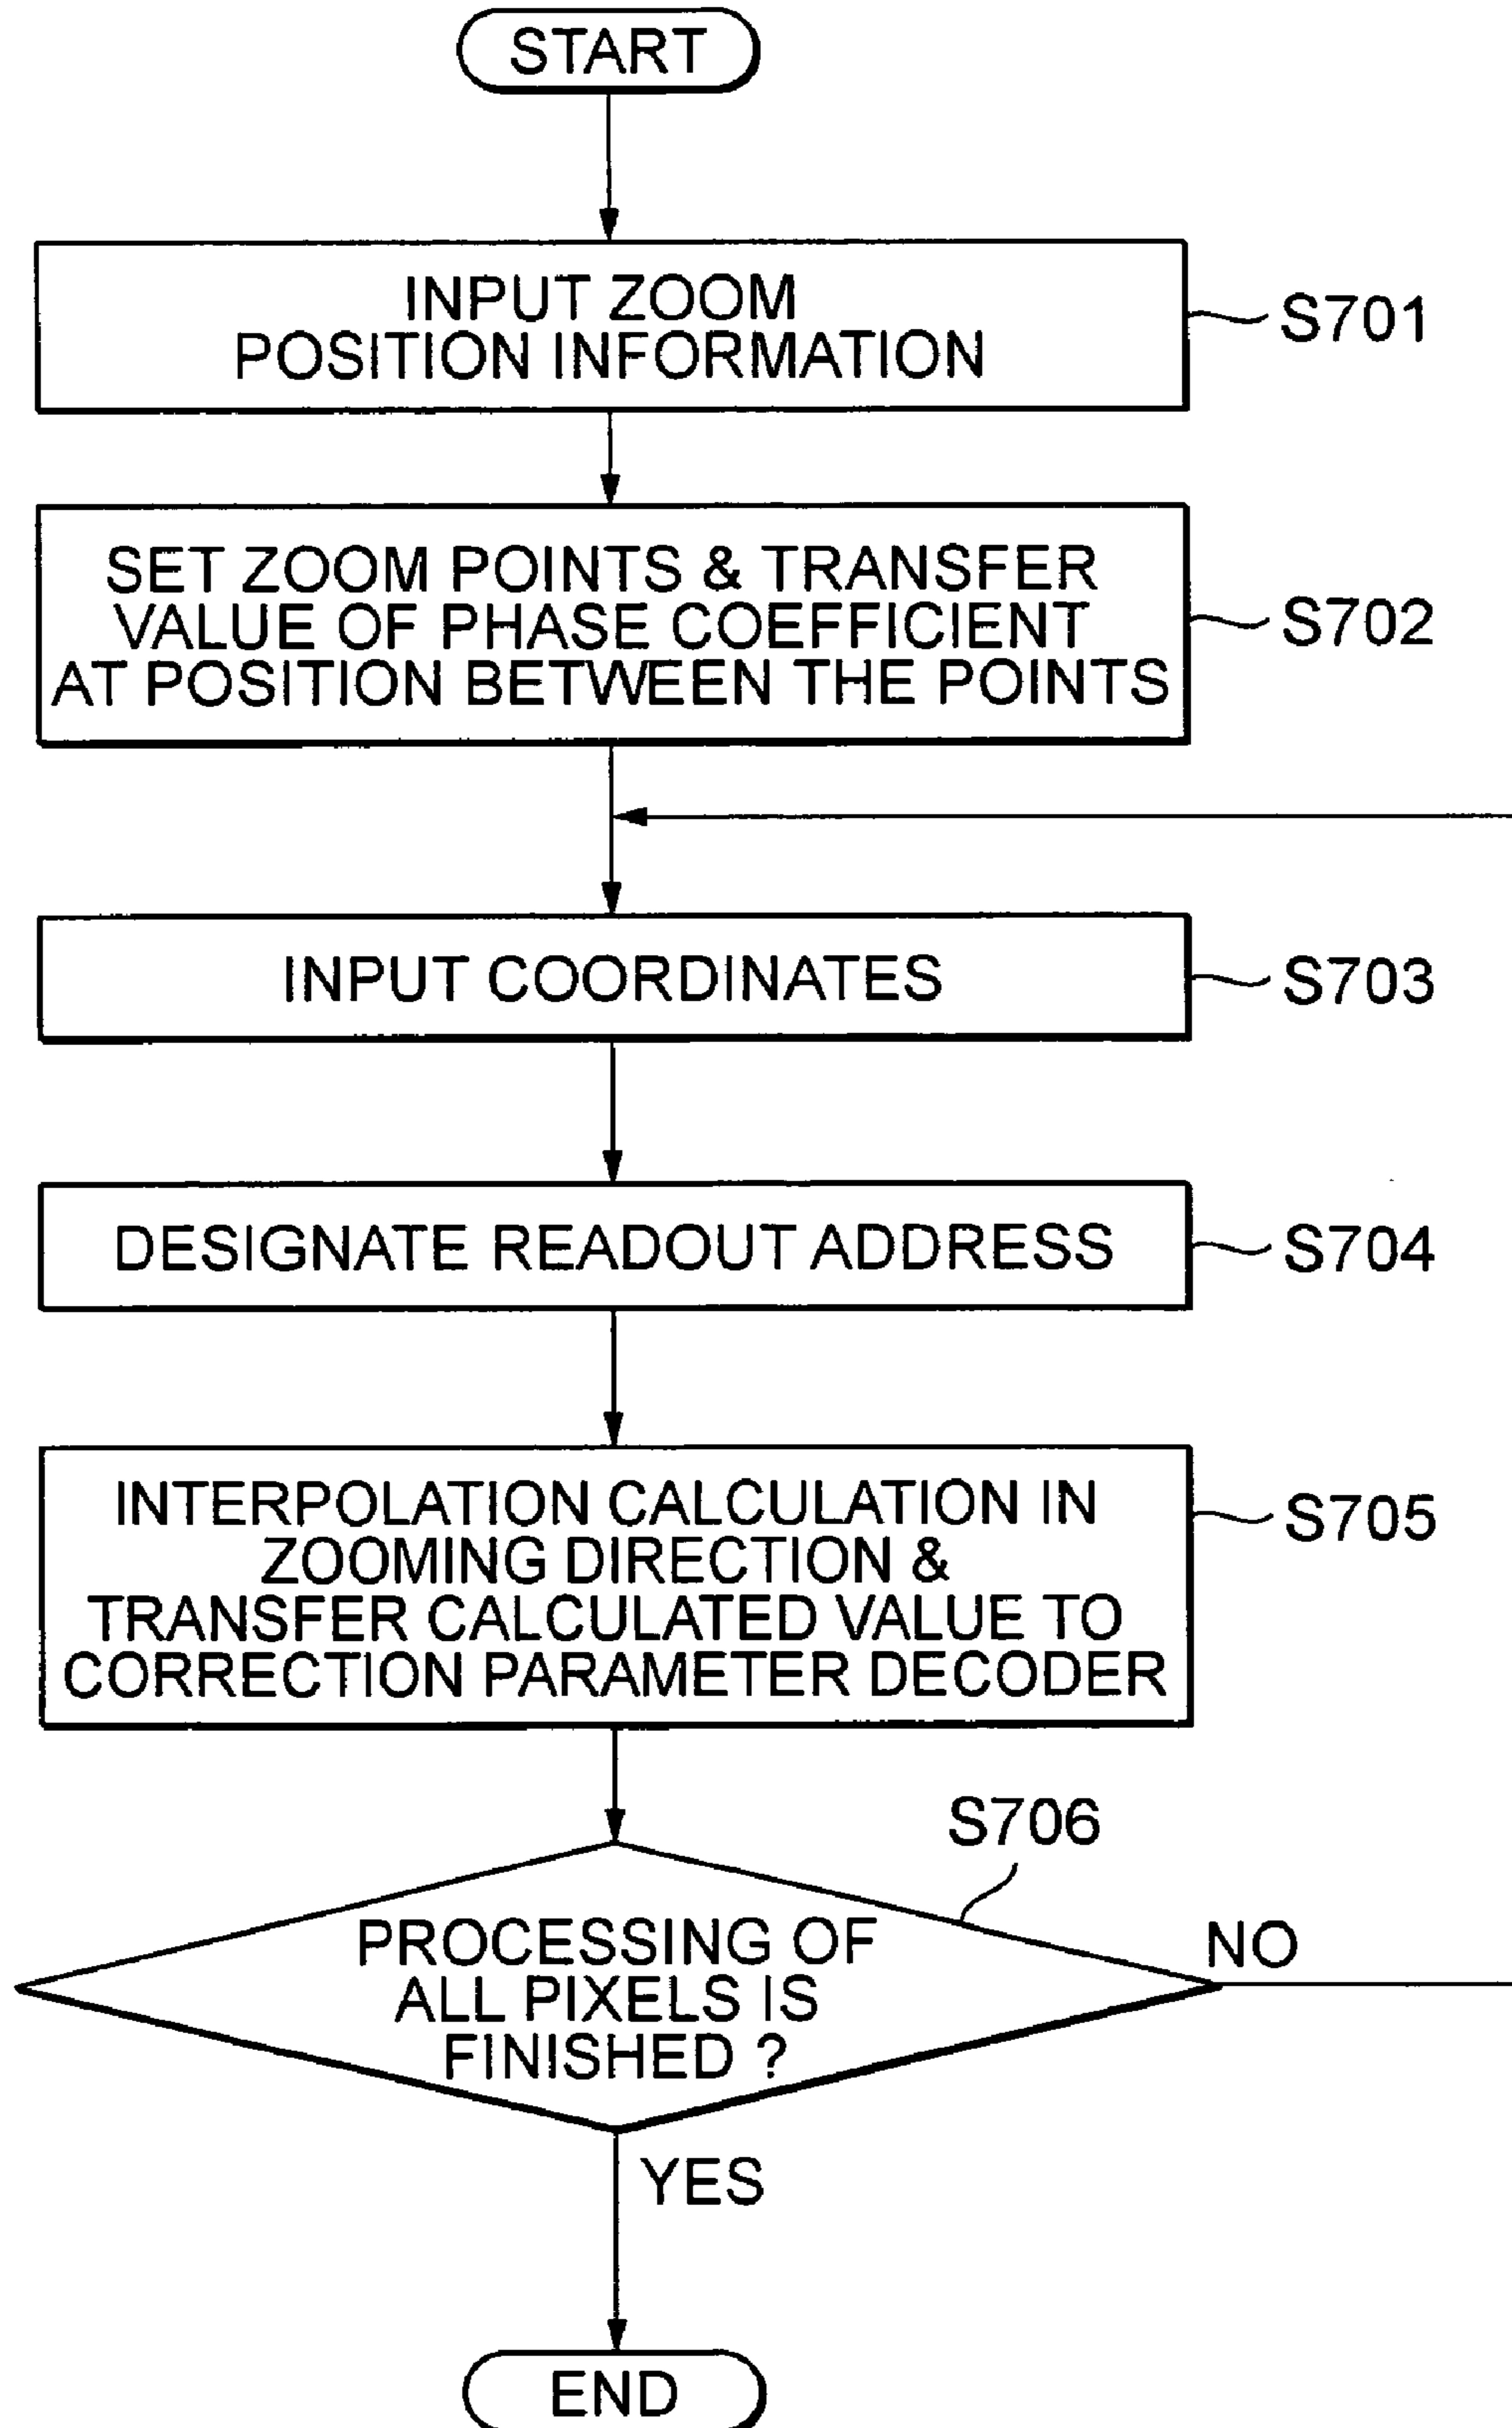 START
INPUT ZOOM
POSITION INFORMATION
S701
SET ZOOM POINTS & TRANSFER
VALUE OF PHASE COEFFICIENT
AT POSITION BETWEEN THE POINTS
S702
INPUT COORDINATES
S703
DESIGNATE READOUT ADDRESS
S704
INTERPOLATION CALCULATION IN
ZOOMING DIRECTION &
TRANSFER CALCULATED VALUE TO
CORRECTION PARAMETER DECODER
S705
S706
PROCESSING OF
ALL PIXELS IS
FINISHED ?
NO
YES
END